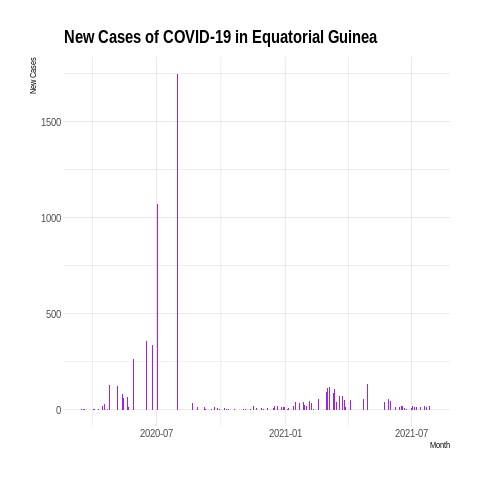 New Cases of COVID-19 in Equatorial Guinea
New Cases
1500
1000
500
0
2020-07
2021-01
2021-07
Month